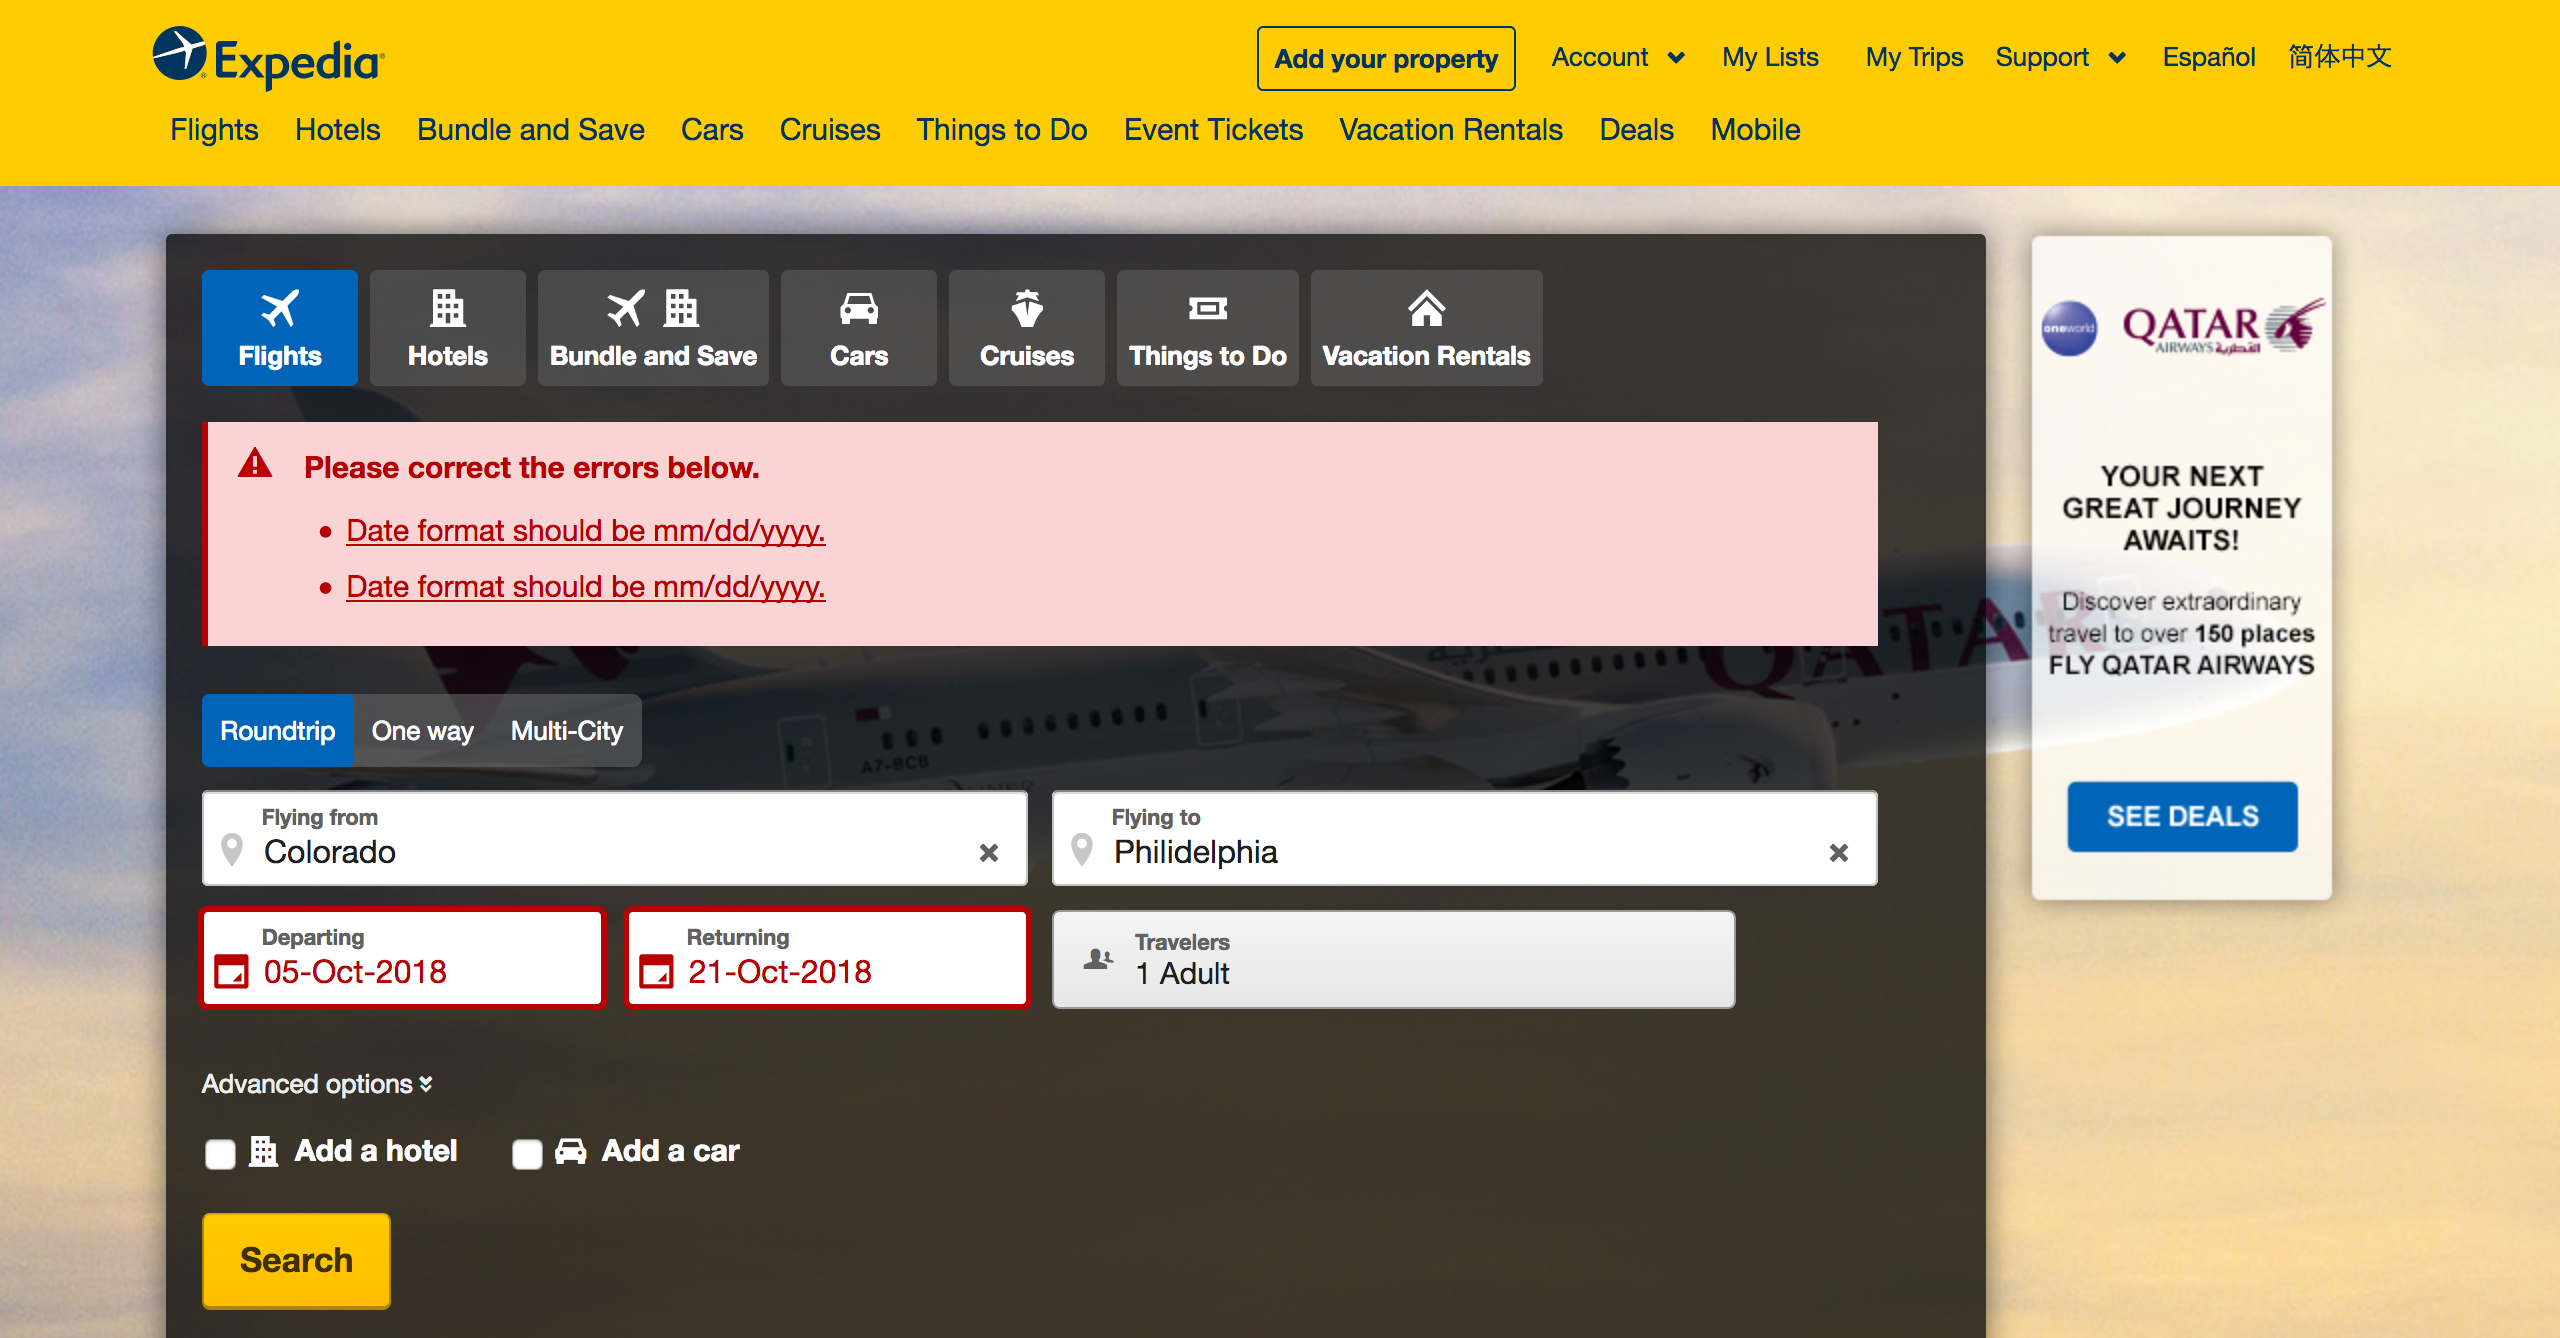 Expedia
Add your property
Account
My Lists
My Trips
Support
Español
简体中文
Flights
Hotels
Bundle and Save
Cars
Cruises
Things to Do
Event Tickets
Vacation Rentals
Deals
Mobile
Flights
Hotels
Bundle and Save
Cars
Cruises
Things to Do
Vacation Rentals
Please correct the errors below.
Date format should be mm/dd/yyyy.
Date format should be mm/dd/yyyy.
Roundtrip
One way
Multi-City
A7-BCB
QATAR
Flying from
Colorado
Flying to
Philidelphia
Departing
05-Oct-2018
Returning
21-Oct-2018
Travelers
1 Adult
Advanced options
Add a hotel
Add a car
Search
oneworld
QATAR
AIRWAYS القطرية
YOUR NEXT
GREAT JOURNEY
AWAITS!
Discover extraordinary
travel to over 150 places
FLY QATAR AIRWAYS
SEE DEALS